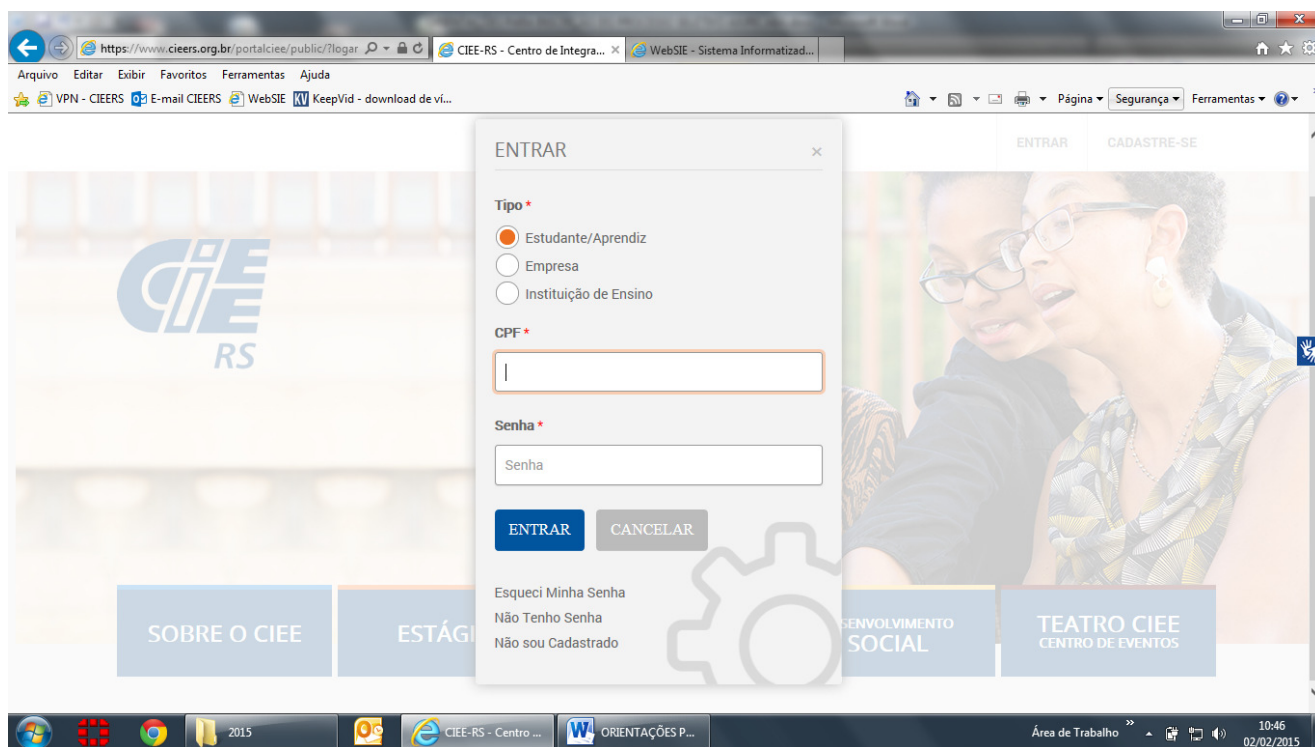 https://www.cieers.org.br/portalciee/public/?logar
CIEE-RS - Centro de Integra...
WebSIE - Sistema Informatizad...
Arquivo Editar Exibir Favoritos Ferramentas Ajuda
VPN - CIEERS E-mail CIEERS WebSIE KV KeepVid - download de ví...
Página Segurança Ferramentas
ENTRAR CADASTRE-SE
ENTRAR ×
Tipo *
Estudante/Aprendiz
Empresa
Instituição de Ensino
CIEE
RS
CPF *
Senha *
Senha
ENTRAR CANCELAR
Esqueci Minha Senha
Não Tenho Senha
Não sou Cadastrado
SOBRE O CIEE
ESTÁGI
SENVOLVIMENTO
SOCIAL
TEATRO CIEE
CENTRO DE EVENTOS
2015 CIEE-RS - Centro ... ORIENTAÇÕES P... Área de Trabalho 10:46
02/02/2015